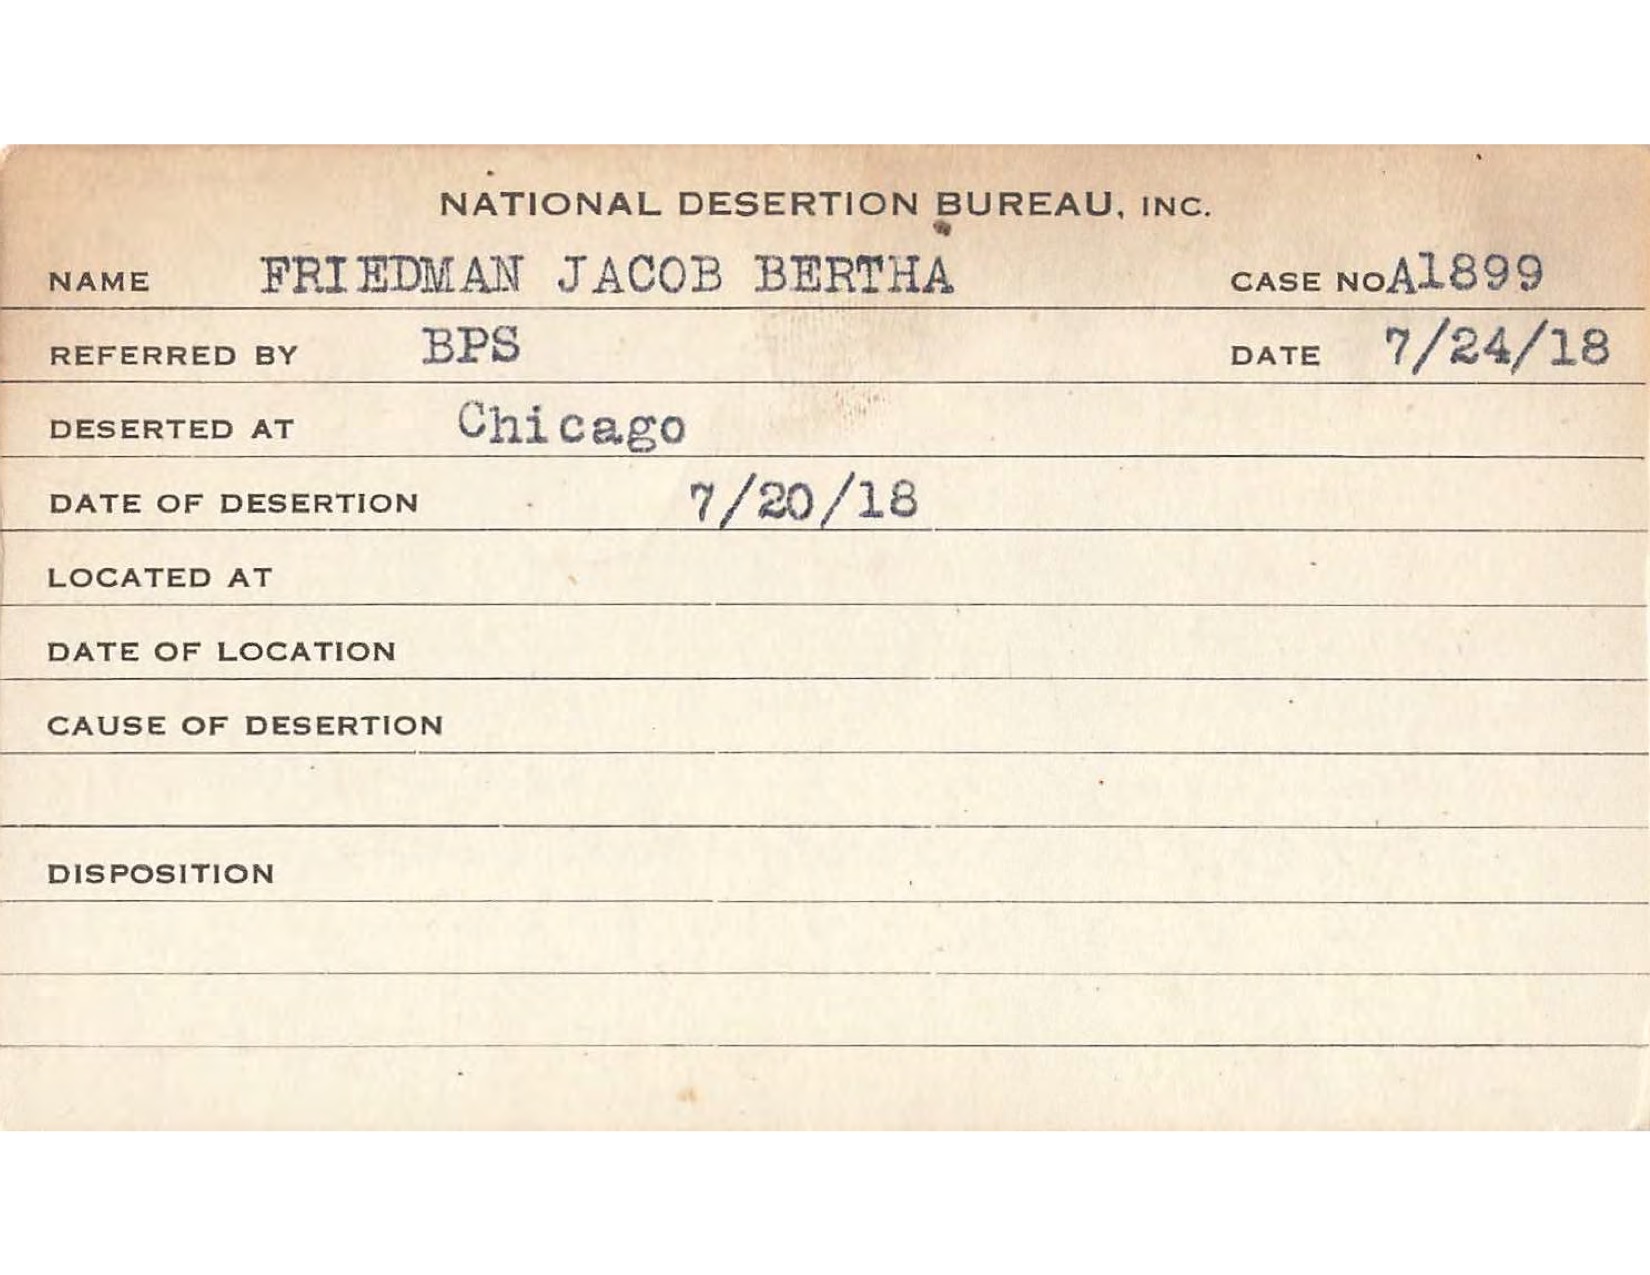 NATIONAL DESERTION BUREAU, INC.
NAME FRIEDMAN JACOB BERTHA CASE NO A1899
REFERRED BY BPS DATE 7/24/18
DESERTED AT Chicago
DATE OF DESERTION 7/20/18
LOCATED AT
DATE OF LOCATION
CAUSE OF DESERTION
DISPOSITION